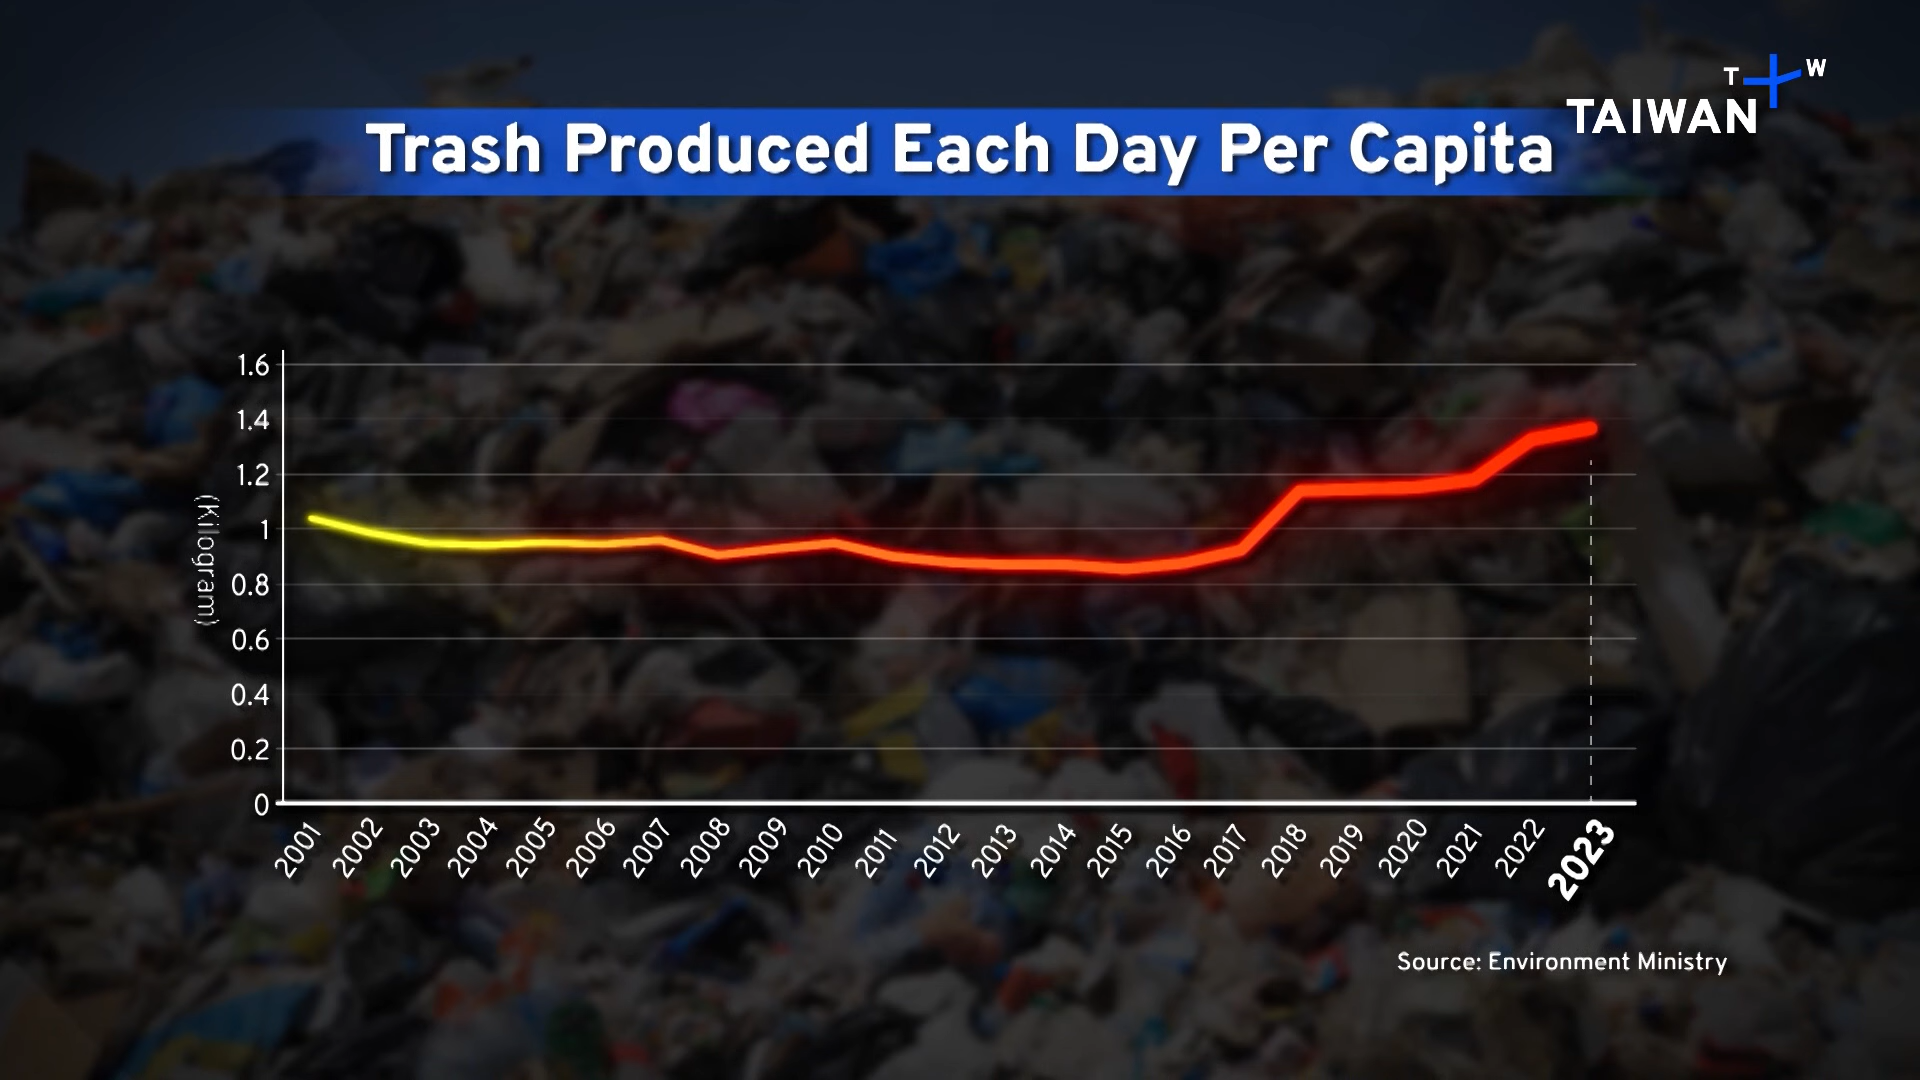 T W
TAIWAN
Trash Produced Each Day Per Capita
(Kilogram)
1.6
1.4
1.2
1
0.8
0.6
0.4
0.2
0
2001 2002 2003 2004 2005 2006 2007 2008 2009 2010 2011 2012 2013 2014 2015 2016 2017 2018 2019 2020 2021 2022 2023
Source: Environment Ministry